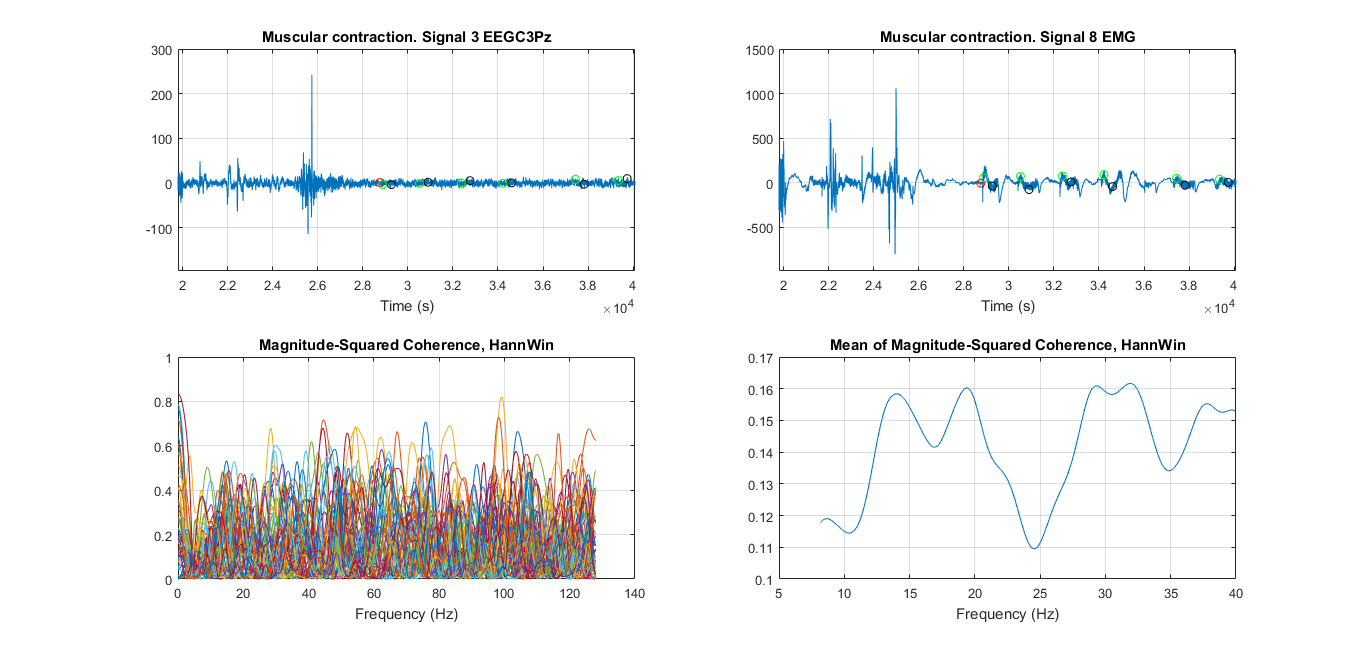 Muscular contraction. Signal 3 EEGC3Pz
300
200
100
0
-100
2 2.2 2.4 2.6 2.8 3 3.2 3.4 3.6 3.8 4
Time (s)
×10^4
Muscular contraction. Signal 8 EMG
1500
1000
500
0
-500
2 2.2 2.4 2.6 2.8 3 3.2 3.4 3.6 3.8 4
Time (s)
×10^4
Magnitude-Squared Coherence, HannWin
1
0.8
0.6
0.4
0.2
0
0 20 40 60 80 100 120 140
Frequency (Hz)
Mean of Magnitude-Squared Coherence, HannWin
0.17
0.16
0.15
0.14
0.13
0.12
0.11
0.1
5 10 15 20 25 30 35 40
Frequency (Hz)